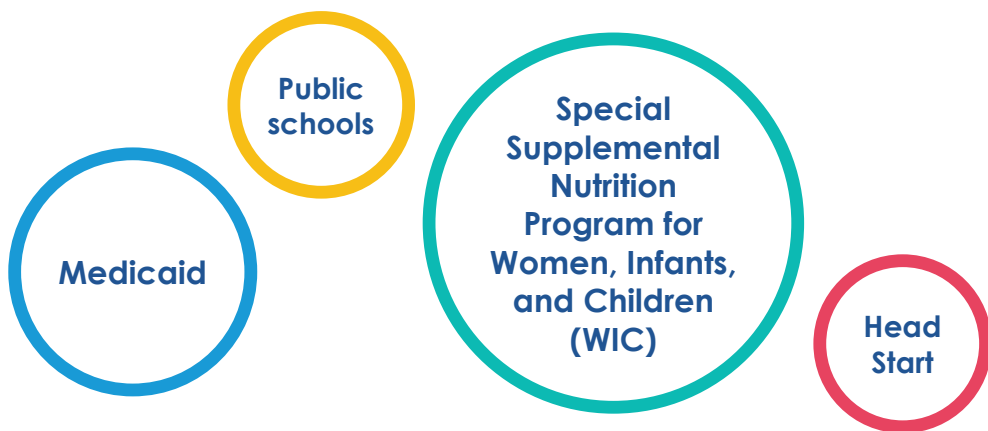 Public
schools
Medicaid
Special
Supplemental
Nutrition
Program for
Women, Infants,
and Children
(WIC)
Head
Start